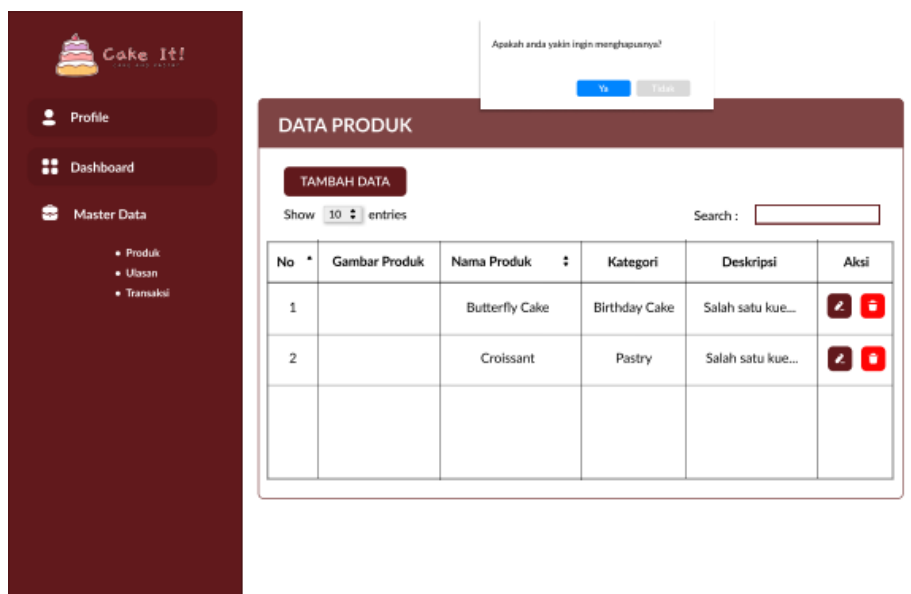 Cake It!
Apakah anda yakin ingin menghapusnya?
Ya Tidak
Profile
Dashboard
Master Data
• Produk
• Ulasan
• Transaksi
DATA PRODUK
TAMBAH DATA
Show 10 entries
Search :
No Gambar Produk Nama Produk Kategori Deskripsi Aksi
1 Butterfly Cake Birthday Cake Salah satu kue...
2 Croissant Pastry Salah satu kue...